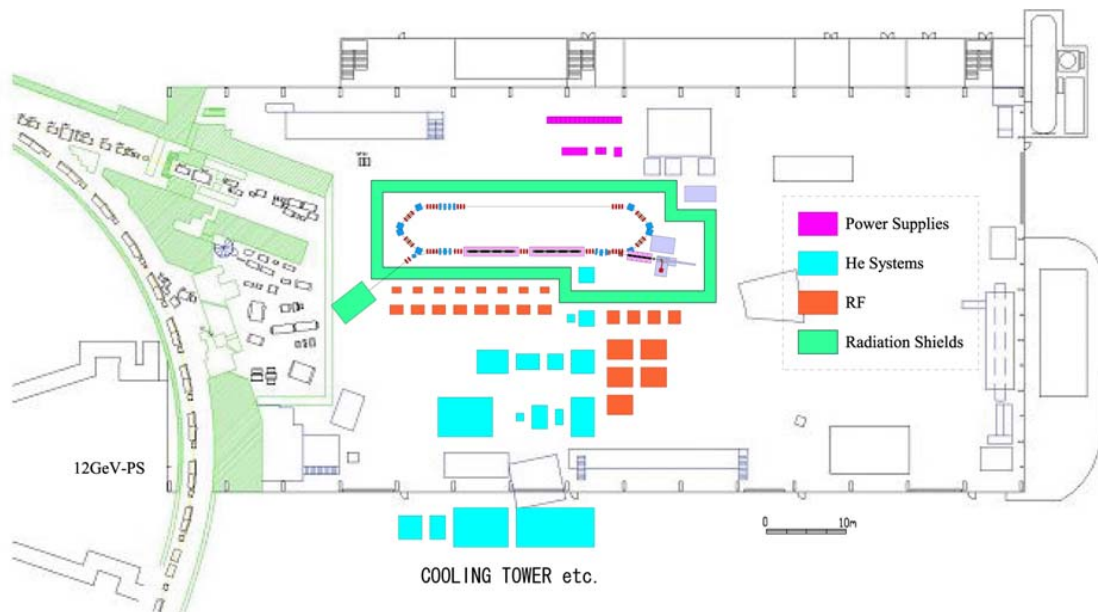 Power Supplies
He Systems
RF
Radiation Shields
12GeV-PS
0 10m
COOLING TOWER etc.